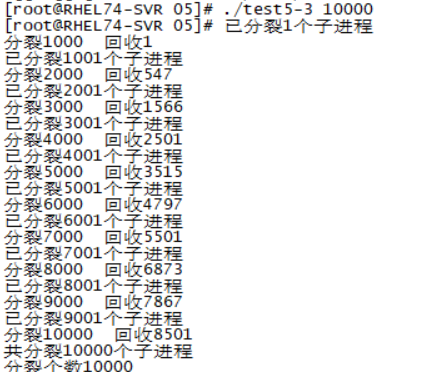 [root@RHEL74-SVR 05]# ./test5-3 10000
[root@RHEL74-SVR 05]# 已分裂1个子进程
分裂1000  回收1
已分裂1001个子进程
分裂2000  回收547
已分裂2001个子进程
分裂3000  回收1566
已分裂3001个子进程
分裂4000  回收2501
已分裂4001个子进程
分裂5000  回收3515
已分裂5001个子进程
分裂6000  回收4797
已分裂6001个子进程
分裂7000  回收5501
已分裂7001个子进程
分裂8000  回收6873
已分裂8001个子进程
分裂9000  回收7867
已分裂9001个子进程
分裂10000  回收8501
共分裂10000个子进程
分裂个数10000